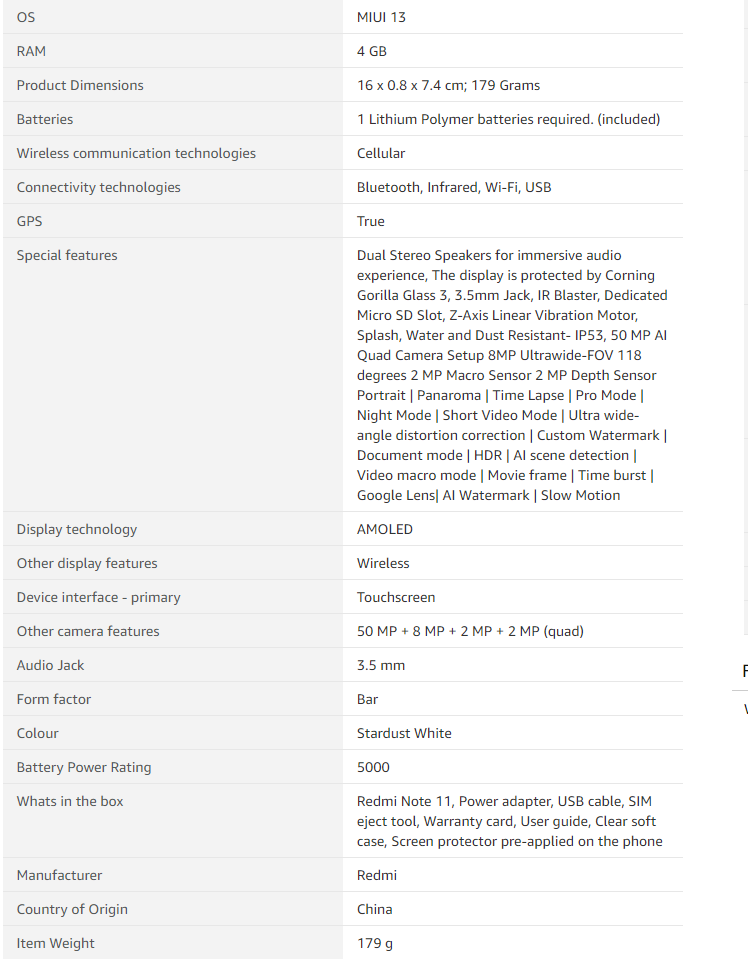 OS MIUI 13
RAM 4 GB
Product Dimensions 16 x 0.8 x 7.4 cm; 179 Grams
Batteries 1 Lithium Polymer batteries required. (included)
Wireless communication technologies Cellular
Connectivity technologies Bluetooth, Infrared, Wi-Fi, USB
GPS True
Special features Dual Stereo Speakers for immersive audio
experience, The display is protected by Corning
Gorilla Glass 3, 3.5mm Jack, IR Blaster, Dedicated
Micro SD Slot, Z-Axis Linear Vibration Motor,
Splash, Water and Dust Resistant- IP53, 50 MP AI
Quad Camera Setup 8MP Ultrawide-FOV 118
degrees 2 MP Macro Sensor 2 MP Depth Sensor
Portrait | Panaroma | Time Lapse | Pro Mode |
Night Mode | Short Video Mode | Ultra wide-
angle distortion correction | Custom Watermark |
Document mode | HDR | AI scene detection |
Video macro mode | Movie frame | Time burst |
Google Lens| AI Watermark | Slow Motion
Display technology AMOLED
Other display features Wireless
Device interface - primary Touchscreen
Other camera features 50 MP + 8 MP + 2 MP + 2 MP (quad)
Audio Jack 3.5 mm
Form factor Bar
Colour Stardust White
Battery Power Rating 5000
Whats in the box Redmi Note 11, Power adapter, USB cable, SIM
eject tool, Warranty card, User guide, Clear soft
case, Screen protector pre-applied on the phone
Manufacturer Redmi
Country of Origin China
Item Weight 179 g